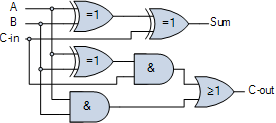 A
=1
=1
Sum
B
C-in
=1
&
≥1
C-out
&